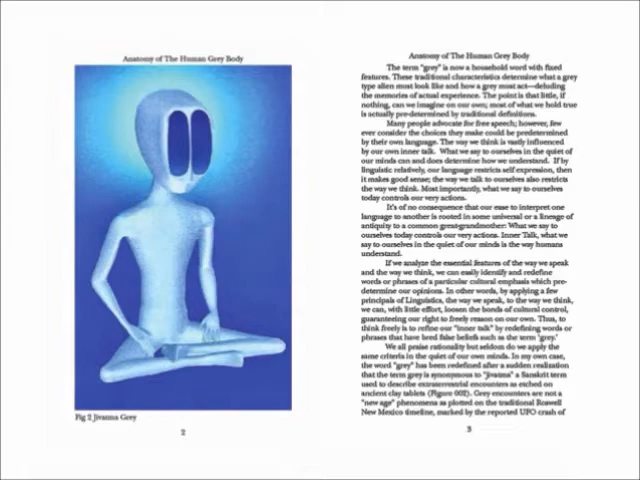 Anatomy of The Human Grey Body
Fig 2 Jivanna Grey
2
Anatomy of The Human Grey Body
The term "grey" is now a household word with fixed
features. These traditional characteristics determine what a grey
type alien must look like and how a grey must act—deluding
the memories of actual experience. The point is that little, if
nothing, can we imagine on our own; most of what we hold true
is actually pre-determined by traditional definitions.
Many people advocate for free speech; however, few
ever consider the choices they make could be predetermined
by their own language. The way we think is vastly influenced
by our own inner talk. What we say to ourselves in the quiet of
our minds can and does determine how we understand. If by
linguistic relatively, our language restricts self expression, then
it makes good sense; the way we talk to ourselves also restricts
the way we think. Most importantly, what we say to ourselves
today controls our very actions.
It's of no consequence that our ease to interpret one
language to another is rooted in some universal or a lineage of
antiquity to a common great-grandmother: What we say to
ourselves today controls our very actions. Inner Talk, what we
say to ourselves in the quiet of our minds is the way humans
understand.
If we analyze the essential features of the way we speak
and the way we think, we can easily identify and redefine
words or phrases of a particular cultural emphasis which pre-
determine our opinions. In other words, by applying a few
principals of Linguistics, the way we speak, to the way we think,
we can, with little effort, loosen the bonds of cultural control,
guaranteeing our right to freely reason on our own. Thus, to
think freely is to refine our "inner talk" by redefining words or
phrases that have bred false beliefs such as the term 'grey.'
We all praise rationality but seldom do we apply the
same criteria in the quiet of our own minds. In my own case,
the word "grey" has been redefined after a sudden realization
that the term grey is synonymous to "jivanna" a Sanskrit term
used to describe extraterrestrial encounters as etched on
ancient clay tablets (Figure 002). Grey encounters are not a
"new age" phenomena as plotted on the traditional Roswell
New Mexico timeline, marked by the reported UFO crash of
3